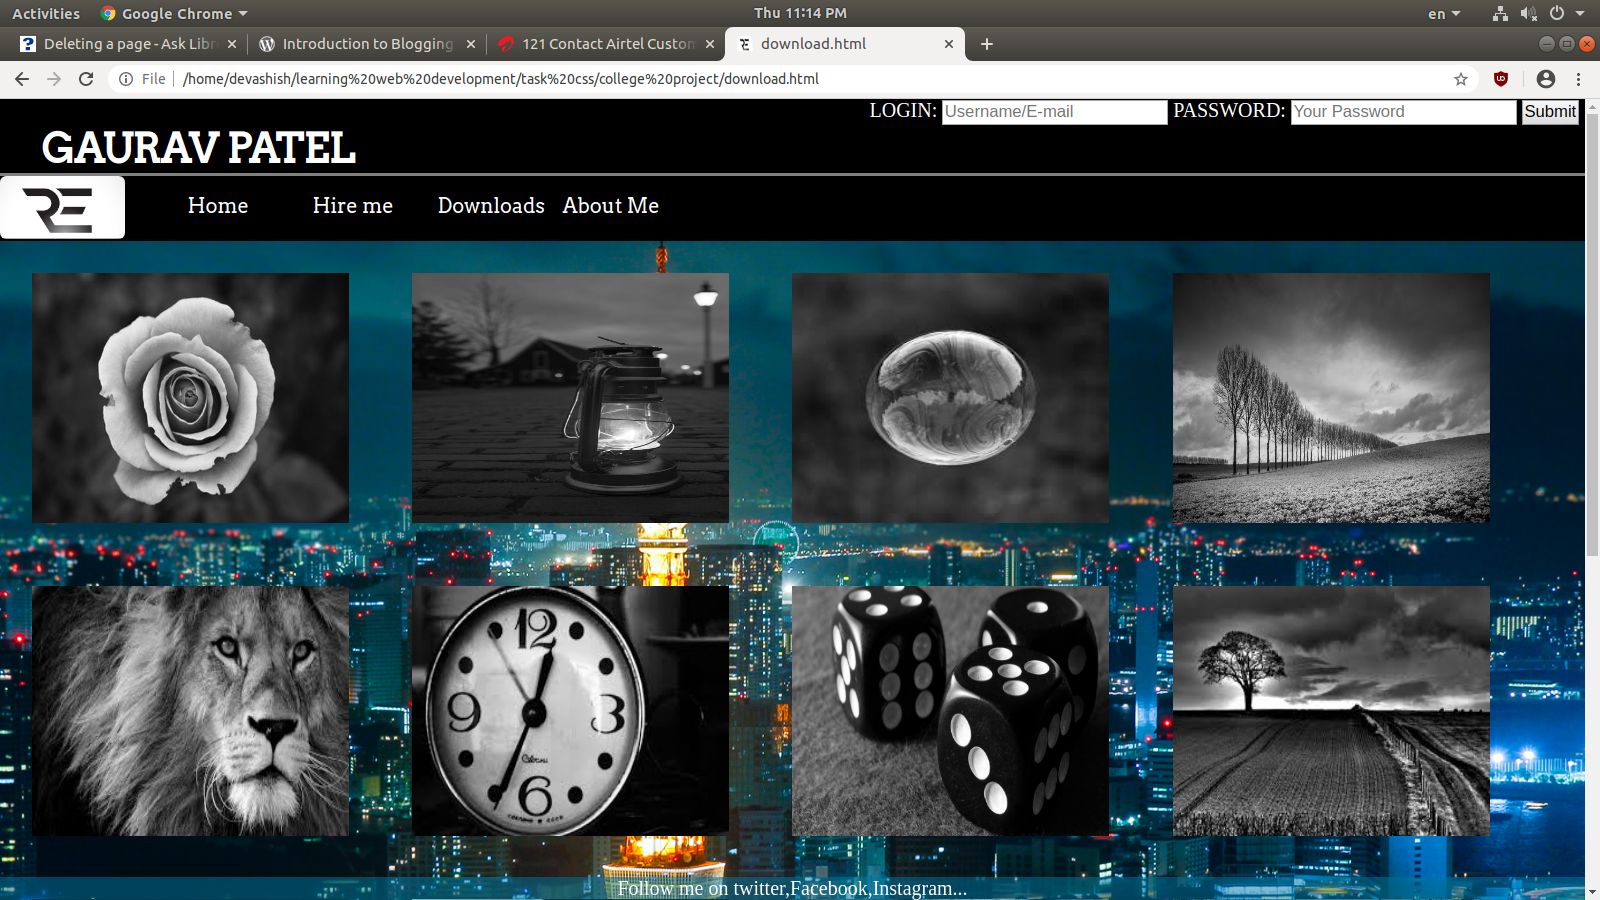 Activities Google Chrome Thu 11:14 PM en
Deleting a page - Ask Libr Introduction to Blogging 121 Contact Airtel Custom download.html
File /home/devashish/learning%20web%20development/task%20css/college%20project/download.html
LOGIN: Username/E-mail PASSWORD: Your Password Submit
GAURAV PATEL
RE Home Hire me Downloads About Me
12
9 3
6
Follow me on twitter,Facebook,Instagram...